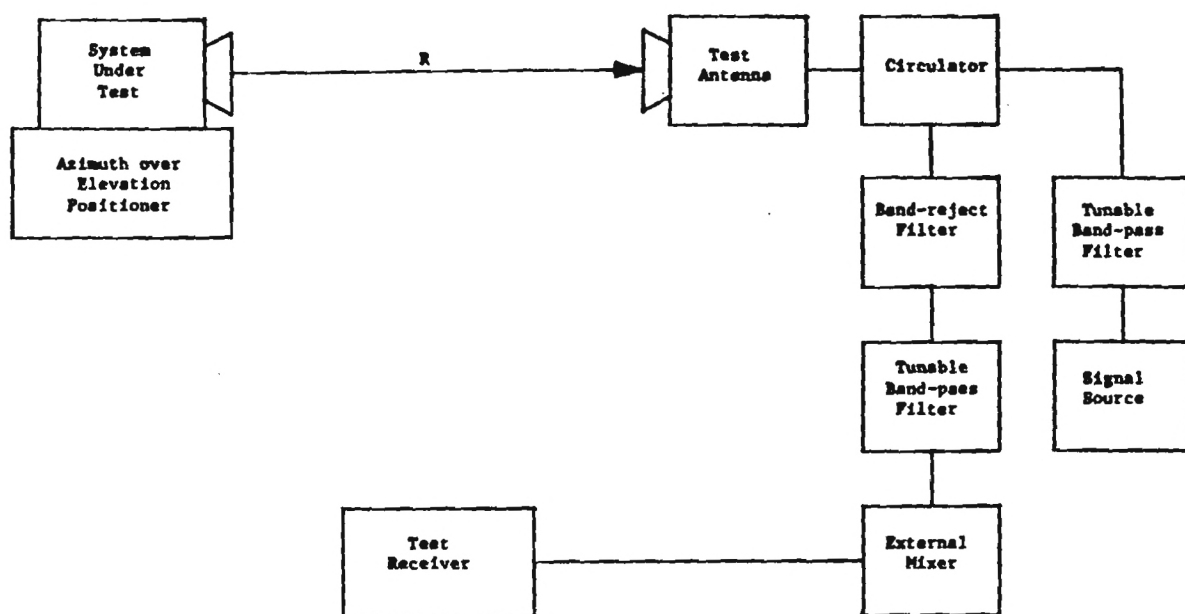 System
Under
Test
R
Test
Antenna
Circulator
Azimuth over
Elevation
Positioner
Band-reject
Filter
Tunable
Band-pass
Filter
Tunable
Band-pass
Filter
Signal
Source
Test
Receiver
External
Mixer